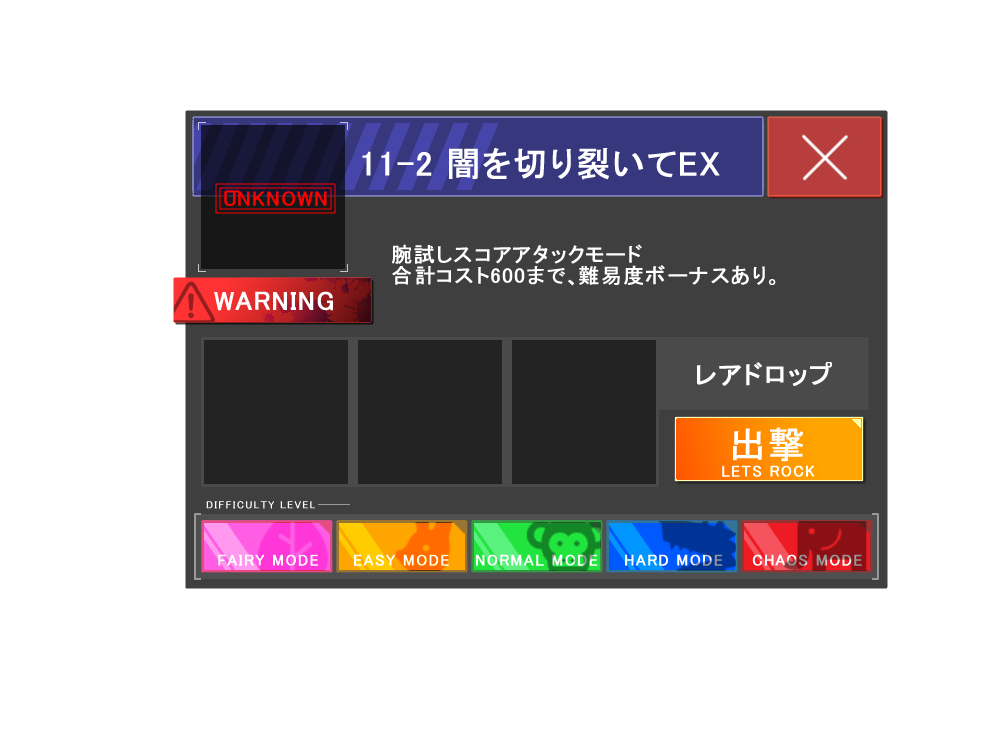 11-2 闇を切り裂いてEX
UNKNOWN
腕試しスコアアタックモード
合計コスト600まで、難易度ボーナスあり。
WARNING
レアドロップ
出撃
LETS ROCK
DIFFICULTY LEVEL
FAIRY MODE
EASY MODE
NORMAL MODE
HARD MODE
CHAOS MODE